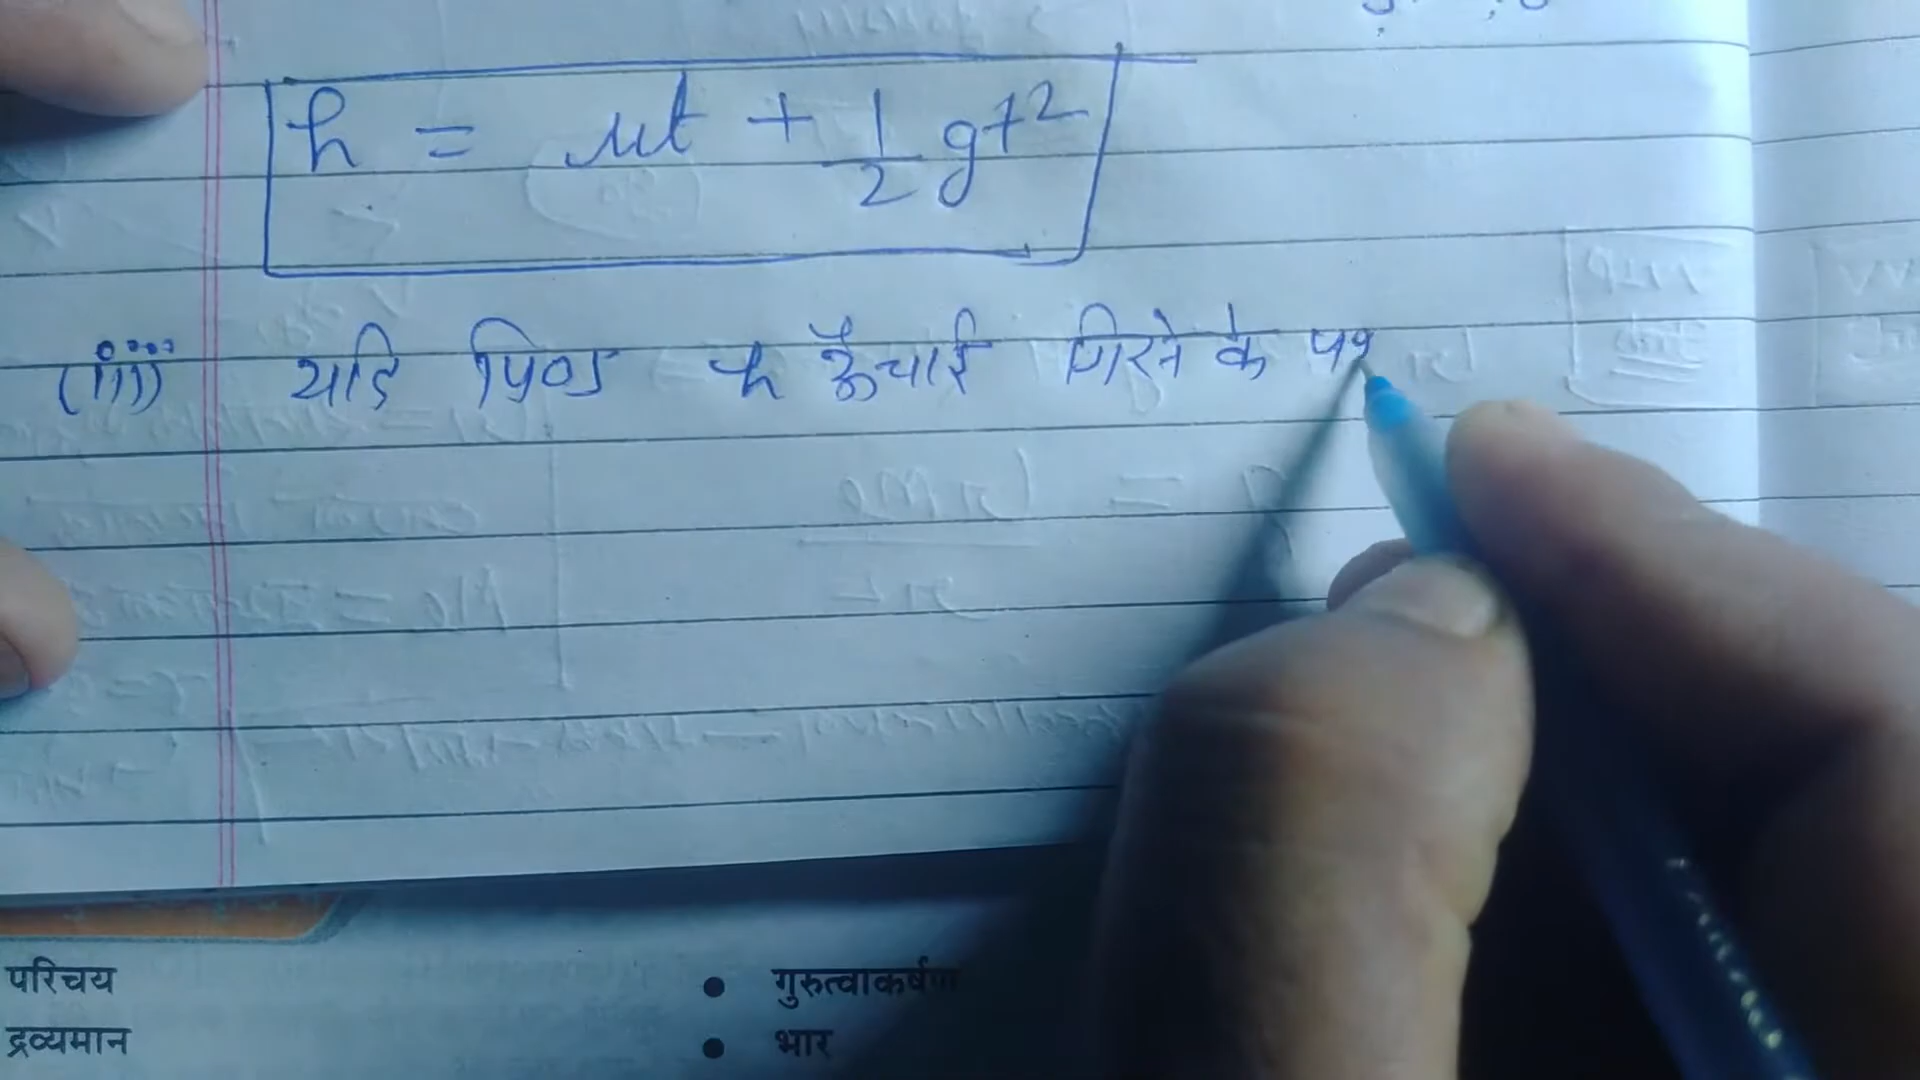 h = ut + 1/2 gt²
(iii) यदि पिण्ड h ऊँचाई गिरने के
परिचय
• गुरुत्वाकर्षण
द्रव्यमान
• भार